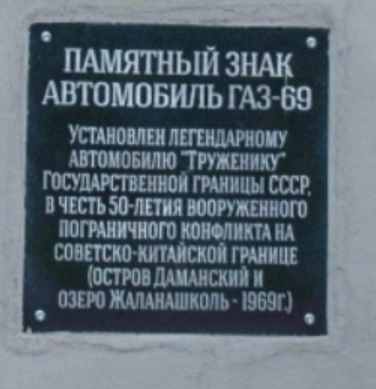 ПАМЯТНЫЙ ЗНАК
АВТОМОБИЛЬ ГАЗ-69
УСТАНОВЛЕН ЛЕГЕНДАРНОМУ
АВТОМОБИЛЮ "ТРУЖЕНИКУ"
ГОСУДАРСТВЕННОЙ ГРАНИЦЫ СССР,
В ЧЕСТЬ 50-ЛЕТИЯ ВООРУЖЕННОГО
ПОГРАНИЧНОГО КОНФЛИКТА НА
СОВЕТСКО-КИТАЙСКОЙ ГРАНИЦЕ
(ОСТРОВ ДАМАНСКИЙ И
ОЗЕРО ЖАЛАНАШКОЛЬ - 1969Г.)